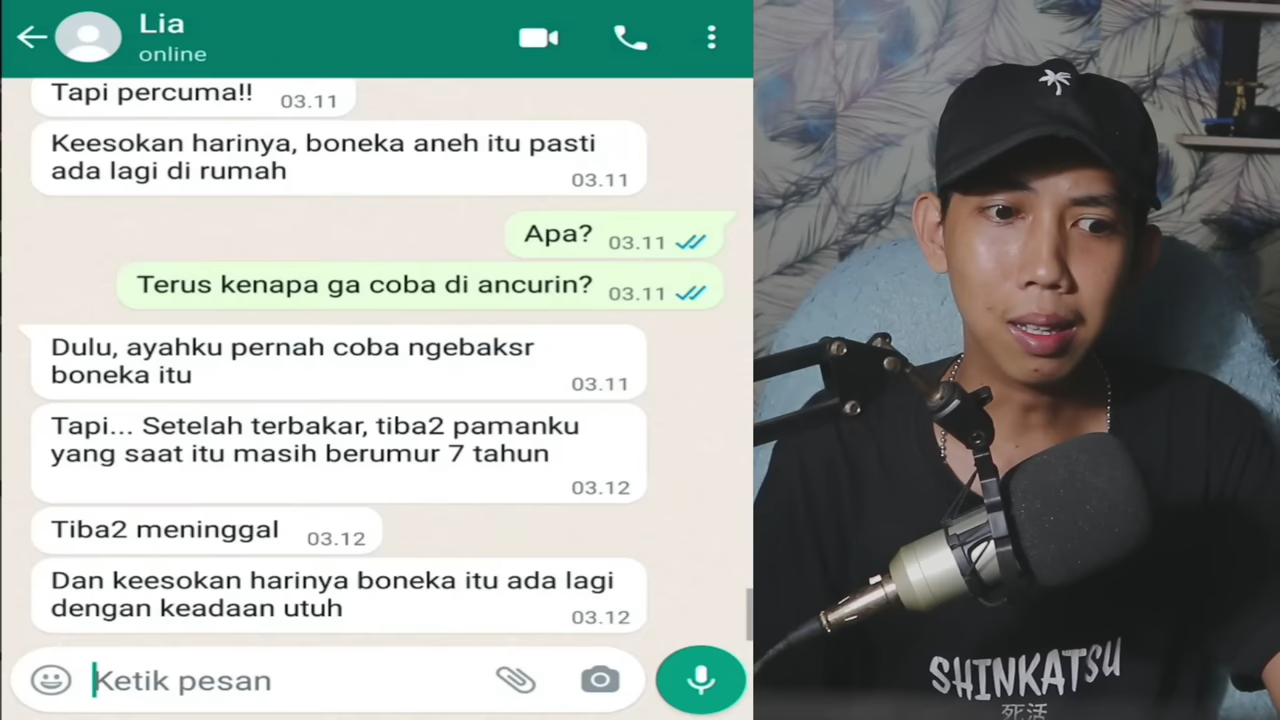 Lia
online
Tapi percuma!! 03.11
Keesokan harinya, boneka aneh itu pasti
ada lagi di rumah 03.11
Apa? 03.11
Terus kenapa ga coba di ancurin? 03.11
Dulu, ayahku pernah coba ngebaksr
boneka itu 03.11
Tapi... Setelah terbakar, tiba2 pamanku
yang saat itu masih berumur 7 tahun
03.12
Tiba2 meninggal 03.12
Dan keesokan harinya boneka itu ada lagi
dengan keadaan utuh 03.12
Ketik pesan
SHINKATSU
死活